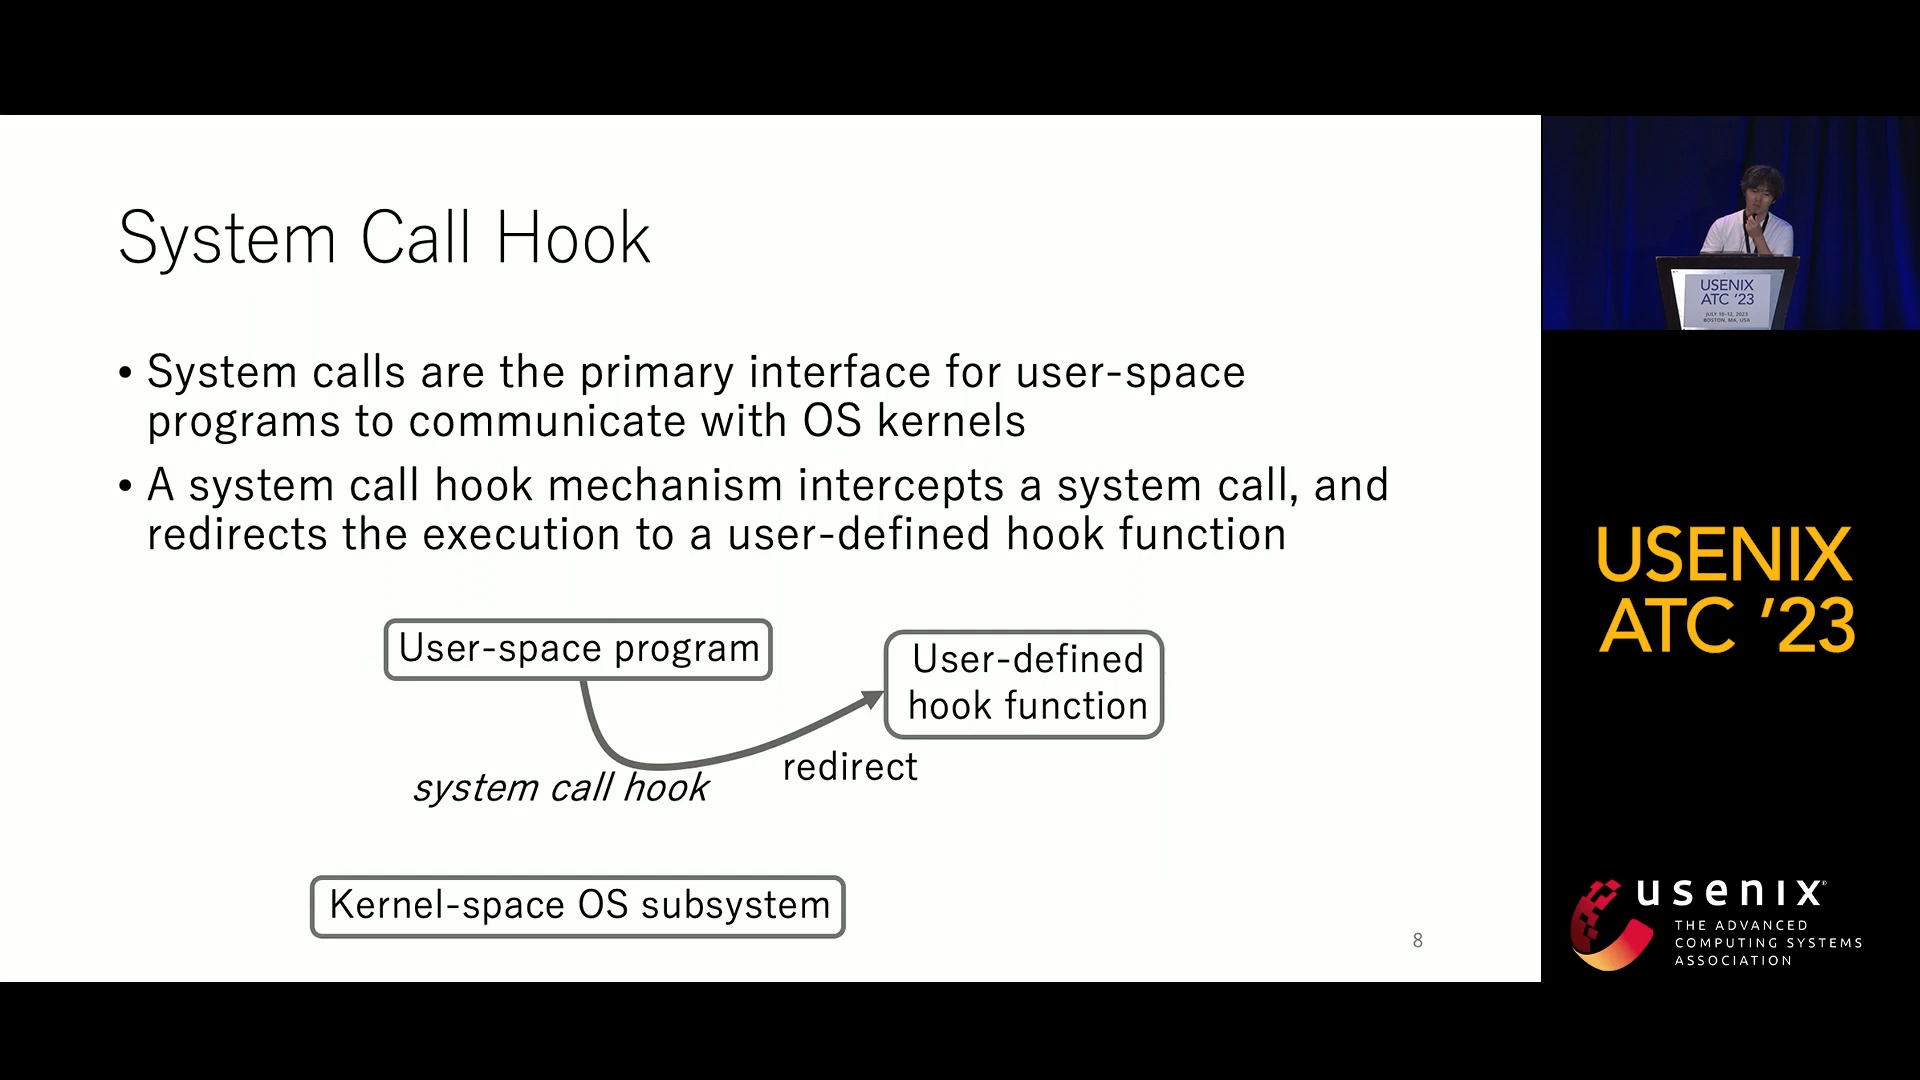 System Call Hook
• System calls are the primary interface for user-space
programs to communicate with OS kernels
• A system call hook mechanism intercepts a system call, and
redirects the execution to a user-defined hook function
User-space program
User-defined
hook function
redirect
system call hook
Kernel-space OS subsystem
8
USENIX
ATC '23
JULY 10–12, 2023
BOSTON, MA, USA
USENIX
ATC '23
usenix®
THE ADVANCED
COMPUTING SYSTEMS
ASSOCIATION